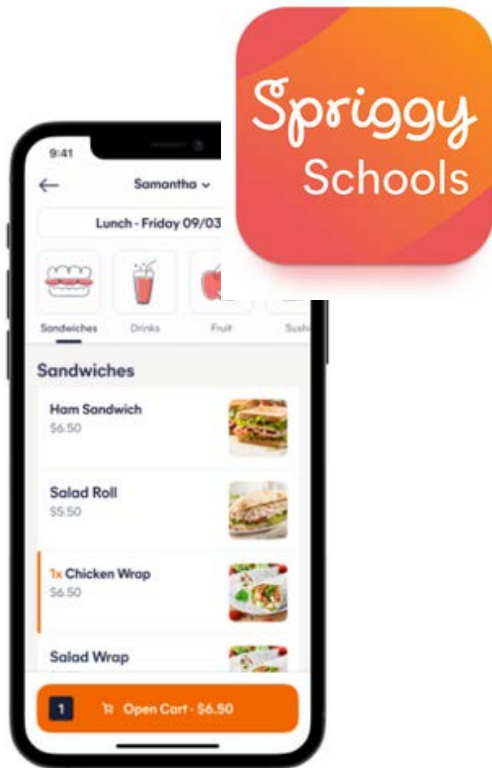 Spriggy
Schools
9:41
Samantha
Lunch - Friday 09/03
Sandwiches
Drinks
Fruit
Sandwiches
Ham Sandwich
$6.50
Salad Roll
$5.50
1x Chicken Wrap
$6.50
Salad Wrap
1
Open Cart - $6.50